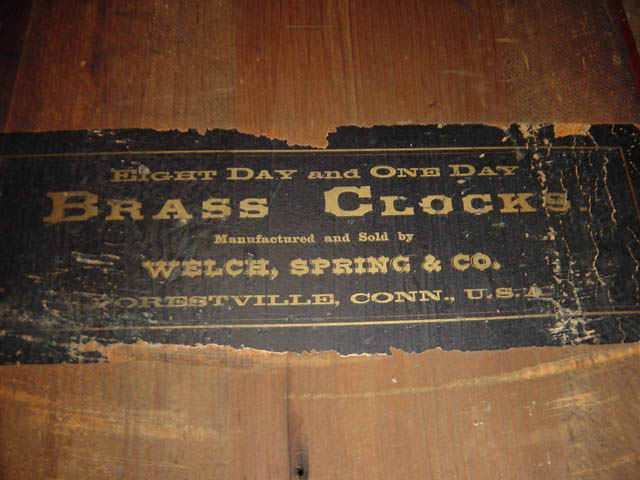 EIGHT DAY and ONE DAY
BRASS CLOCKS.
Manufactured and Sold by
WELCH, SPRING & CO.
FORESTVILLE, CONN., U.S.A.